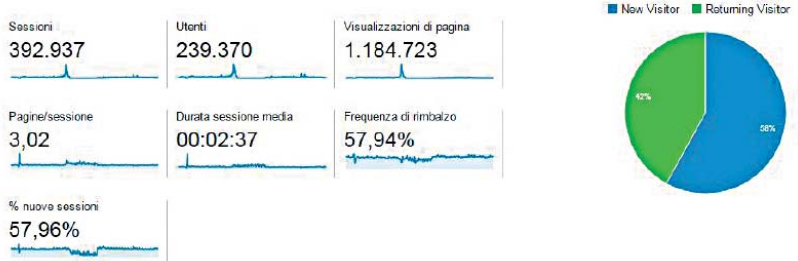 Sessioni
392.937
Utenti
239.370
Visualizzazioni di pagina
1.184.723
Pagine/sessione
3,02
Durata sessione media
00:02:37
Frequenza di rimbalzo
57,94%
% nuove sessioni
57,96%
New Visitor Returning Visitor
42%
58%